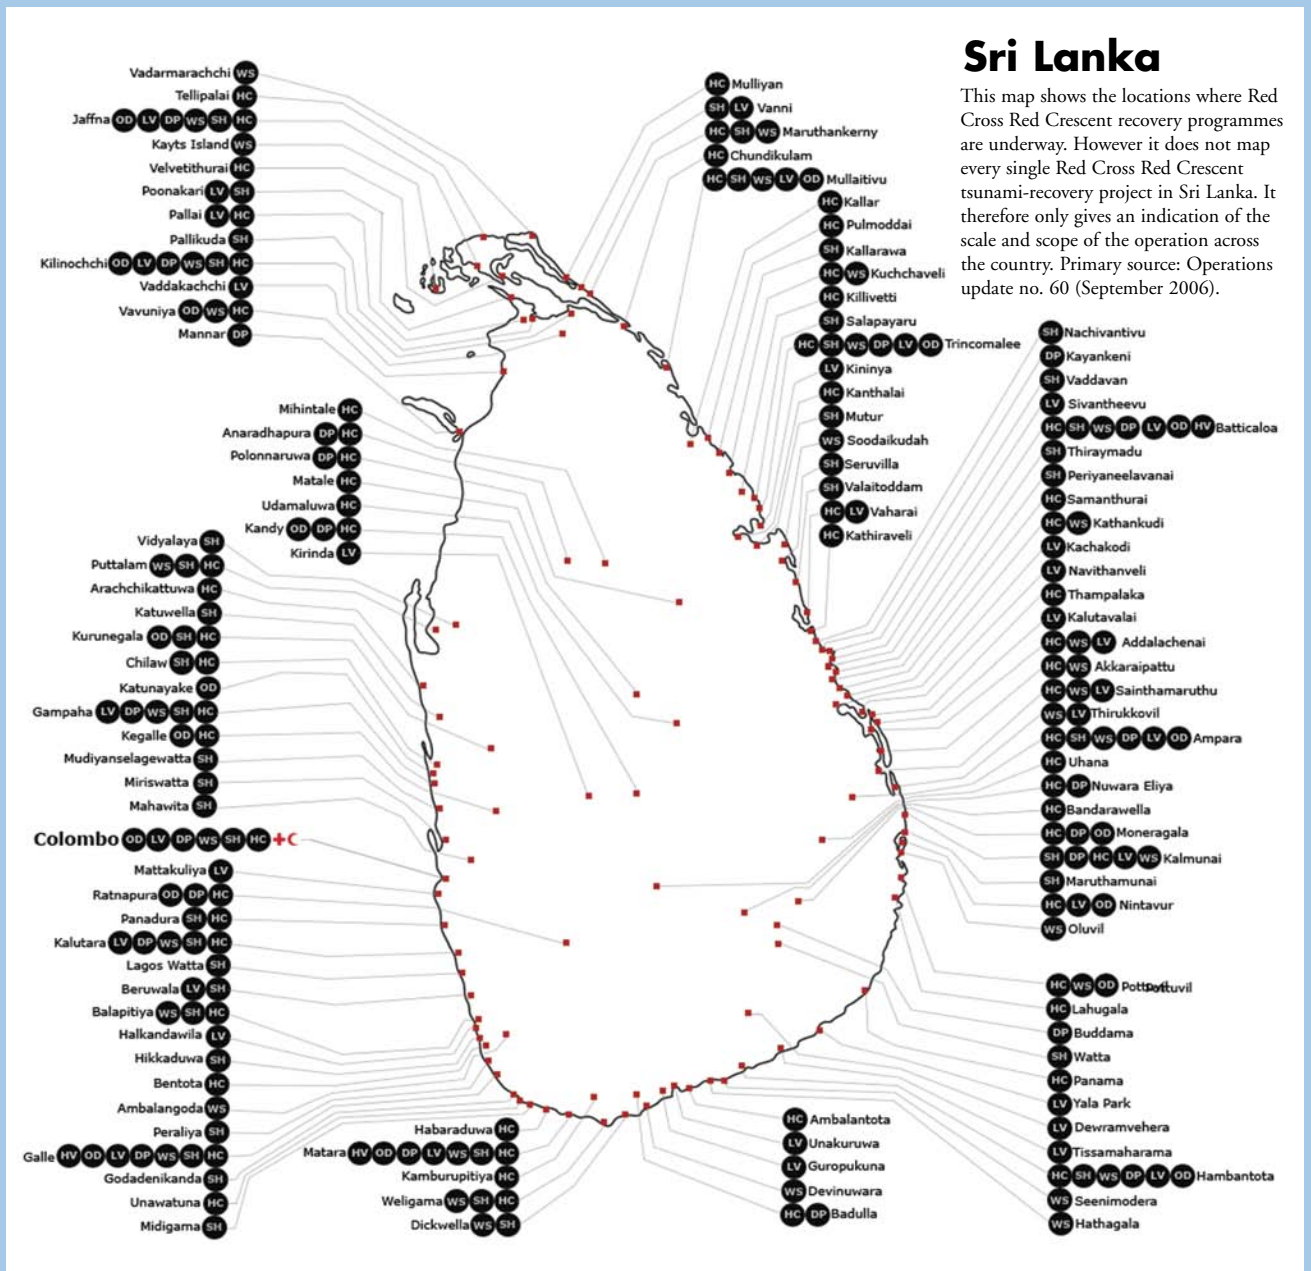 Sri Lanka
This map shows the locations where Red
Cross Red Crescent recovery programmes
are underway. However it does not map
every single Red Cross Red Crescent
tsunami-recovery project in Sri Lanka. It
therefore only gives an indication of the
scale and scope of the operation across
the country. Primary source: Operations
update no. 60 (September 2006).
Vadarmarachchi WS
Tellipalai HC
Jaffna OD LV DP WS SH HC
Kayts Island WS
Velvetithurai HC
Poonakari LV SH
Pallai LV HC
Pallikuda SH
Kilinochchi OD LV DP WS SH HC
Vaddakachchi LV
Vavuniya OD WS HC
Mannar DP
Mihintale HC
Anaradhapura DP HC
Polonnaruwa DP HC
Matale HC
Udamaluwa HC
Kandy OD DP HC
Kirinda LV
Vidyalaya SH
Puttalam WS SH HC
Arachchikattuwa HC
Katuwella SH
Kurunegala OD SH HC
Chilaw SH HC
Katunayake OD
Gampaha LV DP WS SH HC
Kegalle OD HC
Mudiyanselagewatta SH
Miriswatta SH
Mahawita SH
Colombo OD LV DP WS SH HC
Mattakuliya LV
Ratnapura OD DP HC
Panadura SH HC
Kalutara LV DP WS SH HC
Lagos Watta SH
Beruwala LV SH
Balapitiya WS SH HC
Halkandawila LV
Hikkaduwa SH
Bentota HC
Ambalangoda WS
Peraliya SH
Galle HV OD LV DP WS SH HC
Godadenikanda SH
Unawatuna HC
Midigama SH
Habaraduwa HC
Matara HV OD DP LV WS SH HC
Kamburupitiya HC
Weligama WS SH HC
Dickwella WS SH
HC Mulliyan
SH LV Vanni
HC SH WS Maruthankerny
HC Chundikulam
HC SH WS LV OD Mullaitivu
HC Kallar
HC Pulmoddai
SH Kallarawa
HC WS Kuchchaveli
HC Killivetti
SH Salapayaru
HC SH WS DP LV OD Trincomalee
LV Kininya
HC Kanthalai
SH Mutur
WS Soodaikudah
SH Seruvilla
SH Valaitoddam
HC LV Vaharai
HC Kathiraveli
SH Nachivantivu
DP Kayankeni
SH Vaddavan
LV Sivantheevu
HC SH WS DP LV OD HV Batticaloa
SH Thiraymadu
SH Periyaneelavanai
HC Samanthurai
HC WS Kathankudi
LV Kachakodi
LV Navithanveli
HC Thampalaka
LV Kalutavalai
HC WS LV Addalachenai
HC WS Akkaraipattu
HC WS LV Sainthamaruthu
WS LV Thirukkovil
HC SH WS DP LV OD Ampara
HC Uhana
HC DP Nuwara Eliya
HC Bandarawella
HC DP OD Moneragala
SH DP HC LV WS Kalmunai
SH Maruthamunai
HC LV OD Nintavur
WS Oluvil
HC WS OD Pottuvil Pottuvil
HC Lahugala
DP Buddama
SH Watta
HC Panama
LV Yala Park
LV Dewramvehera
LV Tissamaharama
HC SH WS DP LV OD Hambantota
WS Seenimodera
WS Hathagala
HC Ambalantota
LV Unakuruwa
LV Guropukuna
WS Devinuwara
HC DP Badulla